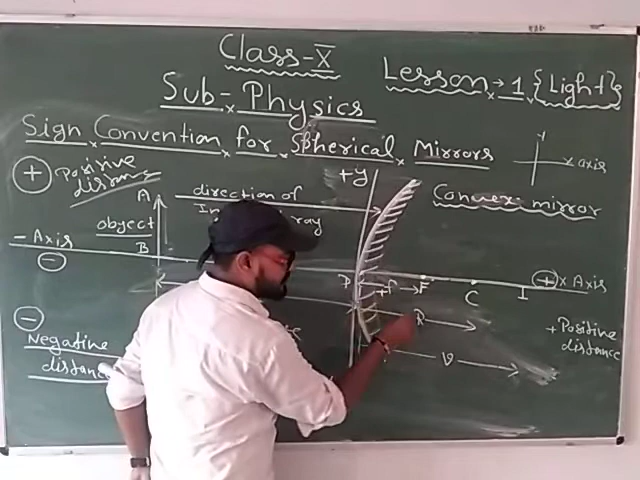 Class-X
Sub-Physics
Lesson → 1 {Light}
Sign Convention for Spherical Mirrors
+ Positive
distance
direction of
ray
+y
x axis
Convex mirror
A
object
B
- Axis
-
P
+f
F
C
I
+ x Axis
R
v
-
Negative
distance
+ Positive
distance